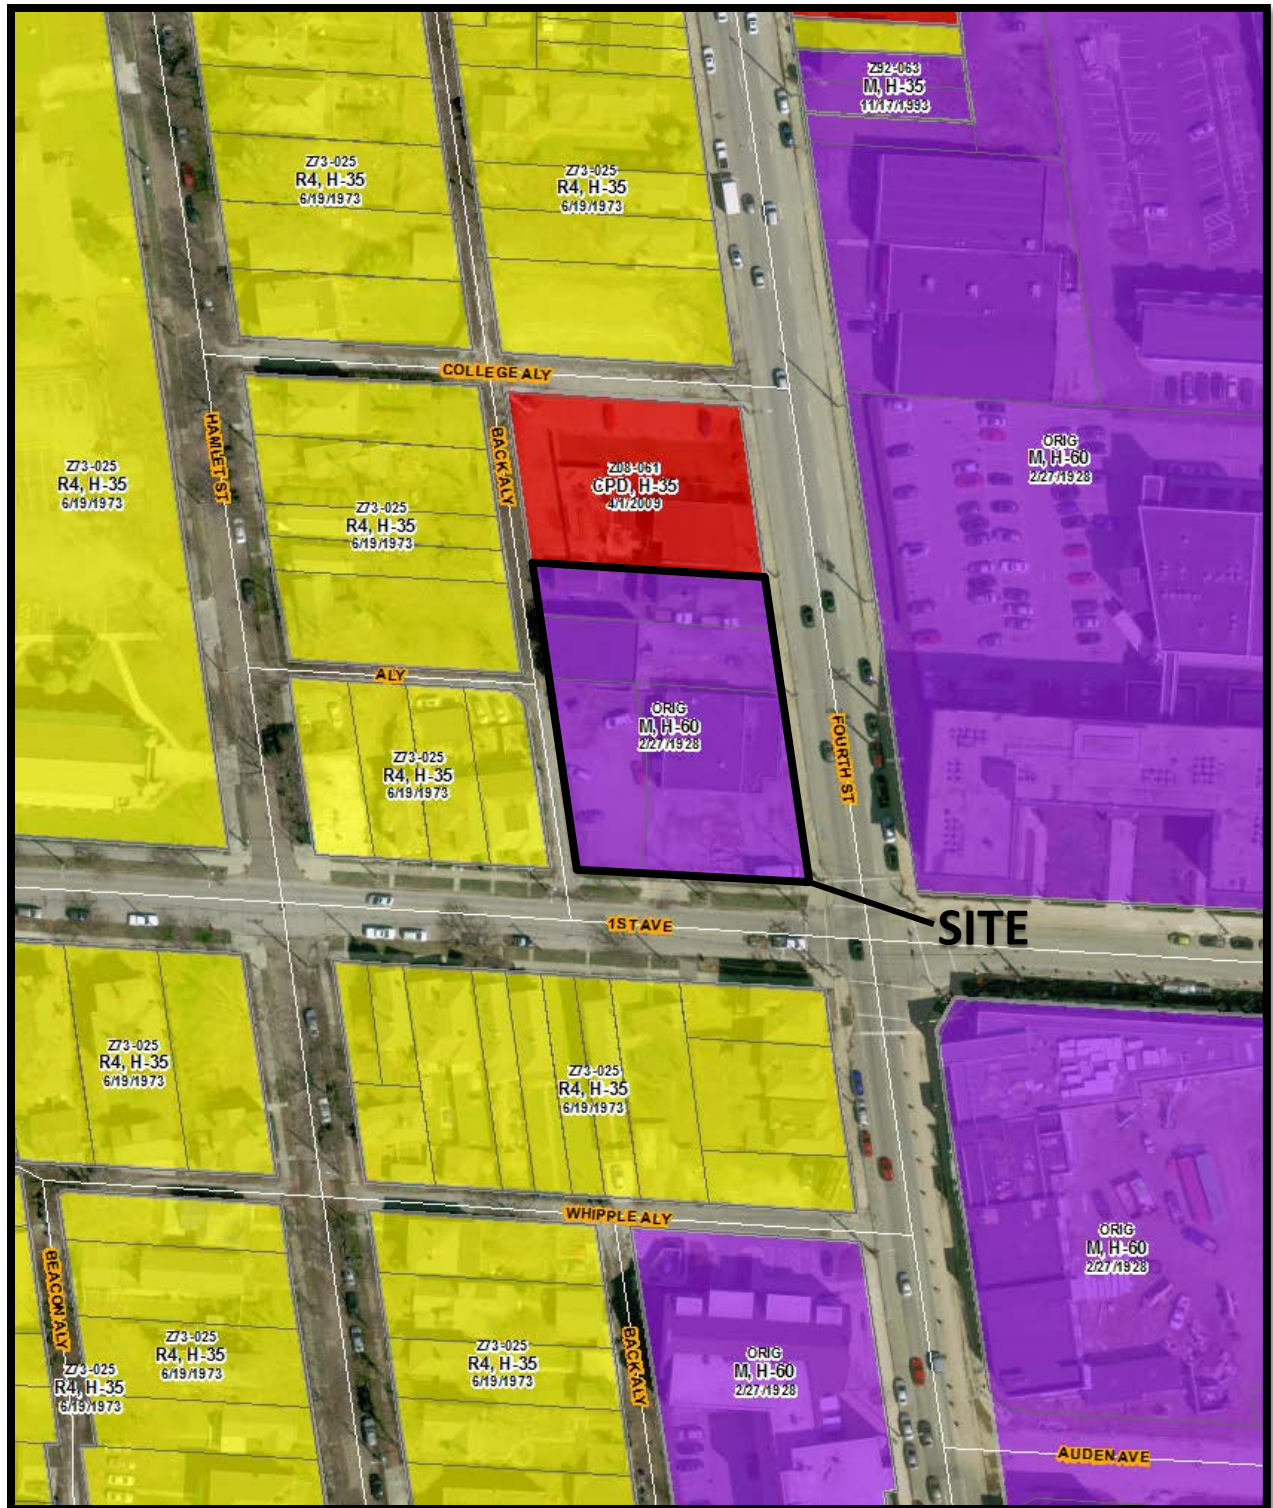 Z92-063
M, H-35
11/17/1993
Z73-025
R4, H-35
6/19/1973
Z73-025
R4, H-35
6/19/1973
COLLEGE ALY
HAMLET ST
BACK ALY
ORIG
M, H-60
2/27/1928
Z73-025
R4, H-35
6/19/1973
Z08-061
CPD, H-35
4/1/2009
Z73-025
R4, H-35
6/19/1973
ALY
ORIG
M, H-60
2/27/1928
FOURTH ST
Z73-025
R4, H-35
6/19/1973
1ST AVE
SITE
Z73-025
R4, H-35
6/19/1973
Z73-025
R4, H-35
6/19/1973
WHIPPLE ALY
BEACON ALY
ORIG
M, H-60
2/27/1928
Z73-025
R4, H-35
6/19/1973
Z73-025
R4, H-35
6/19/1973
Z73-025
R4, H-35
6/19/1973
BACK ALY
ORIG
M, H-60
2/27/1928
AUDEN AVE